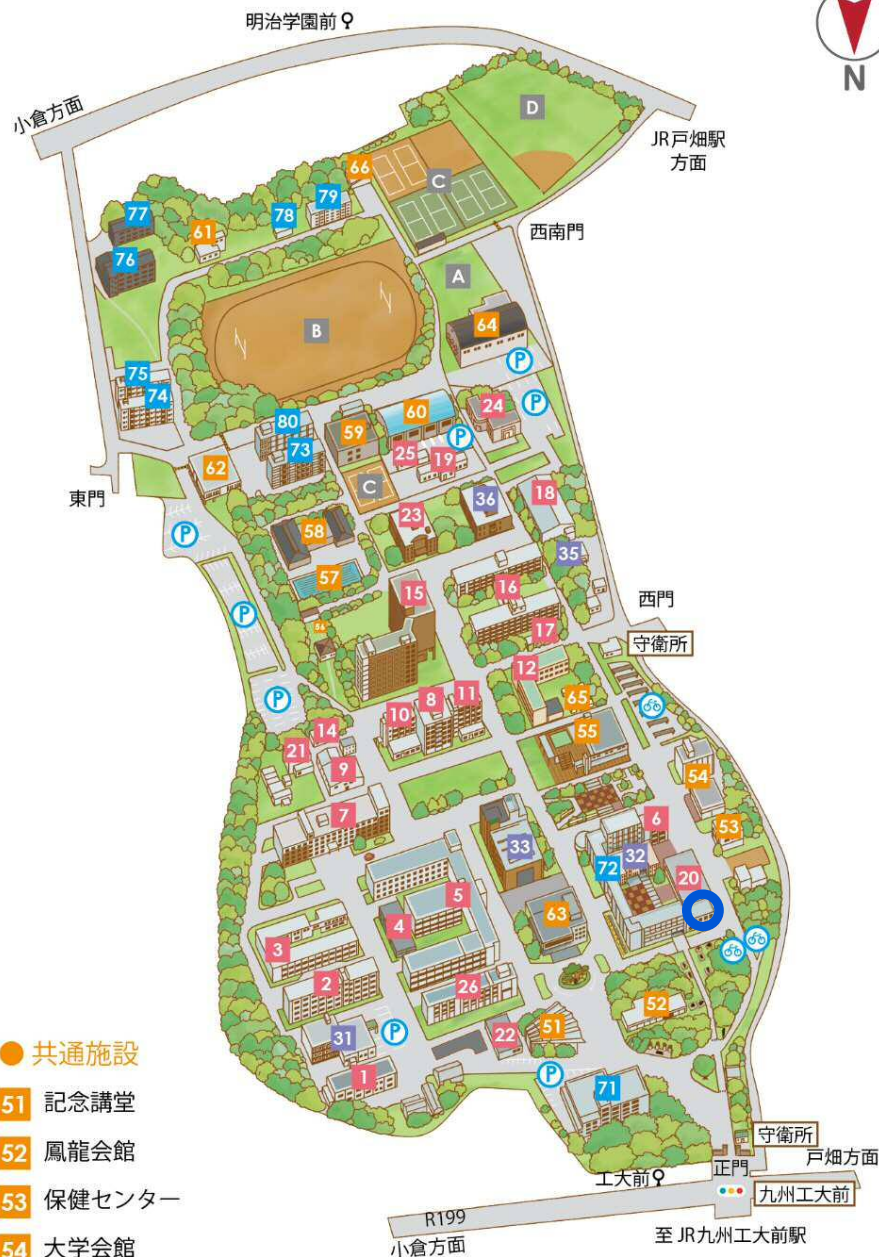 明治学園前
N
小倉方面
D
JR戸畑駅
方面
66
C
79
77
78
61
西南門
76
A
B
64
P
75
74
P
24
60
80
59
P
25
73
19
62
C
18
36
東門
23
P
58
35
57
16
15
西門
P
17
守衛所
56
12
65
P
11
8
10
55
14
21
54
9
7
6
53
33
32
72
20
5
63
4
3
2
26
52
51
31
P
22
共通施設
1
P
71
51 記念講堂
守衛所
52 鳳龍会館
戸畑方面
正門
工大前
53 保健センター
九州工大前
R199
至 JR九州工大前駅
小倉方面
54 大学会館